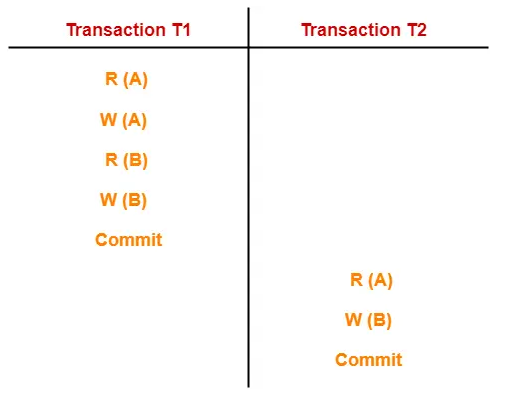 Transaction T1 Transaction T2
R (A)
W (A)
R (B)
W (B)
Commit
R (A)
W (B)
Commit